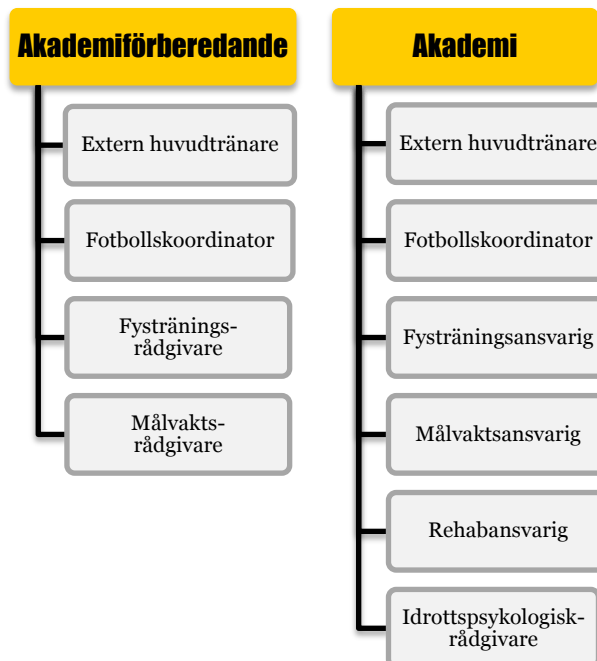 Akademiförberedande
Extern huvudtränare
Fotbollskoordinator
Fystränings-
rådgivare
Målvakts-
rådgivare
Akademi
Extern huvudtränare
Fotbollskoordinator
Fysträningsansvarig
Målvaktsansvarig
Rehabansvarig
Idrottspsykologisk-
rådgivare